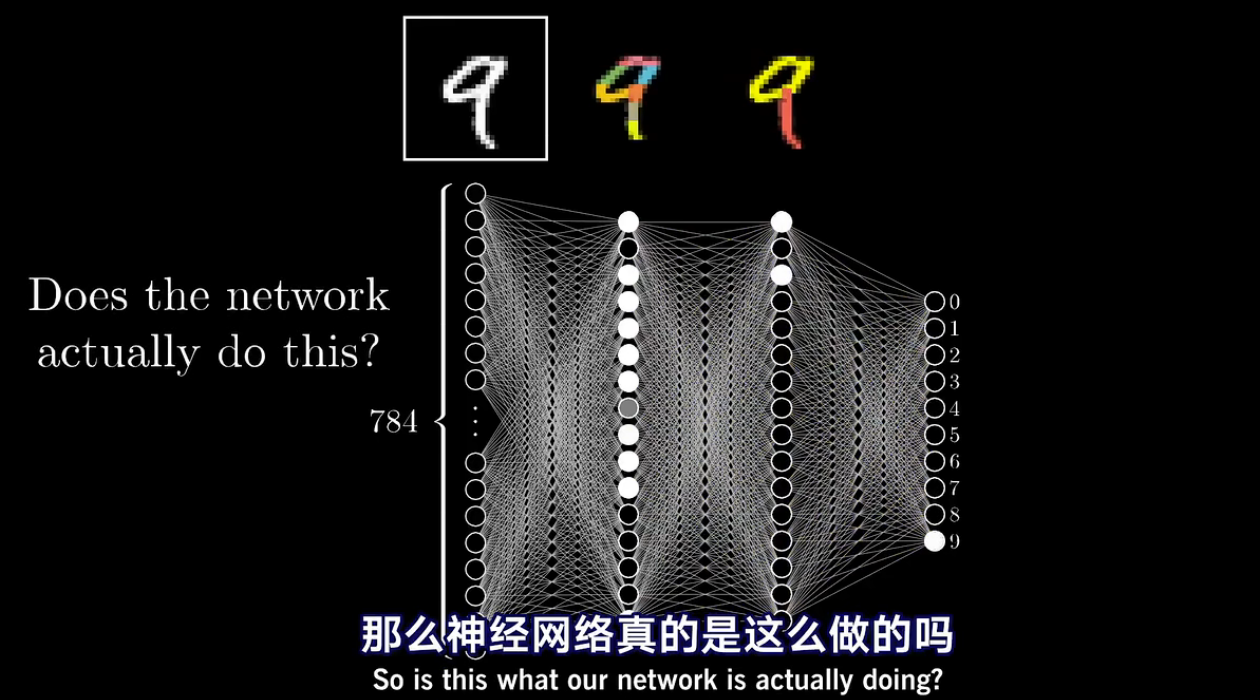 Does the network
actually do this?
784
0
1
2
3
4
5
6
7
8
9
那么神经网络真的是这么做的吗
So is this what our network is actually doing?